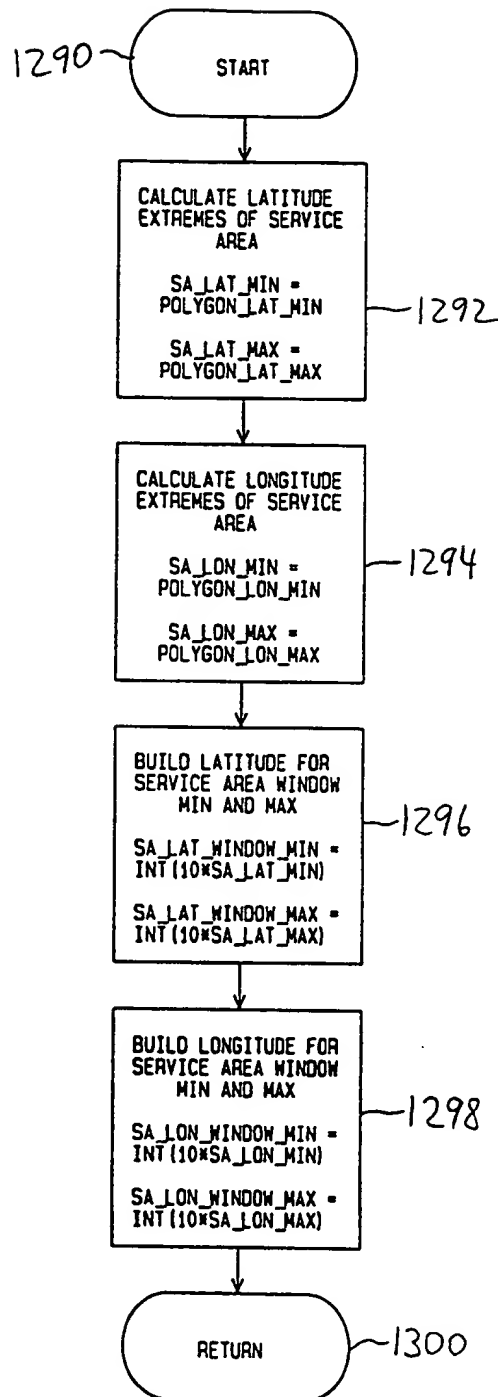 1290
START
CALCULATE LATITUDE
EXTREMES OF SERVICE
AREA
SA_LAT_MIN =
POLYGON_LAT_MIN
SA_LAT_MAX =
POLYGON_LAT_MAX
1292
CALCULATE LONGITUDE
EXTREMES OF SERVICE
AREA
SA_LON_MIN =
POLYGON_LON_MIN
SA_LON_MAX =
POLYGON_LON_MAX
1294
BUILD LATITUDE FOR
SERVICE AREA WINDOW
MIN AND MAX
SA_LAT_WINDOW_MIN =
INT(10*SA_LAT_MIN)
SA_LAT_WINDOW_MAX =
INT(10*SA_LAT_MAX)
1296
BUILD LONGITUDE FOR
SERVICE AREA WINDOW
MIN AND MAX
SA_LON_WINDOW_MIN =
INT(10*SA_LON_MIN)
SA_LON_WINDOW_MAX =
INT(10*SA_LON_MAX)
1298
RETURN
1300